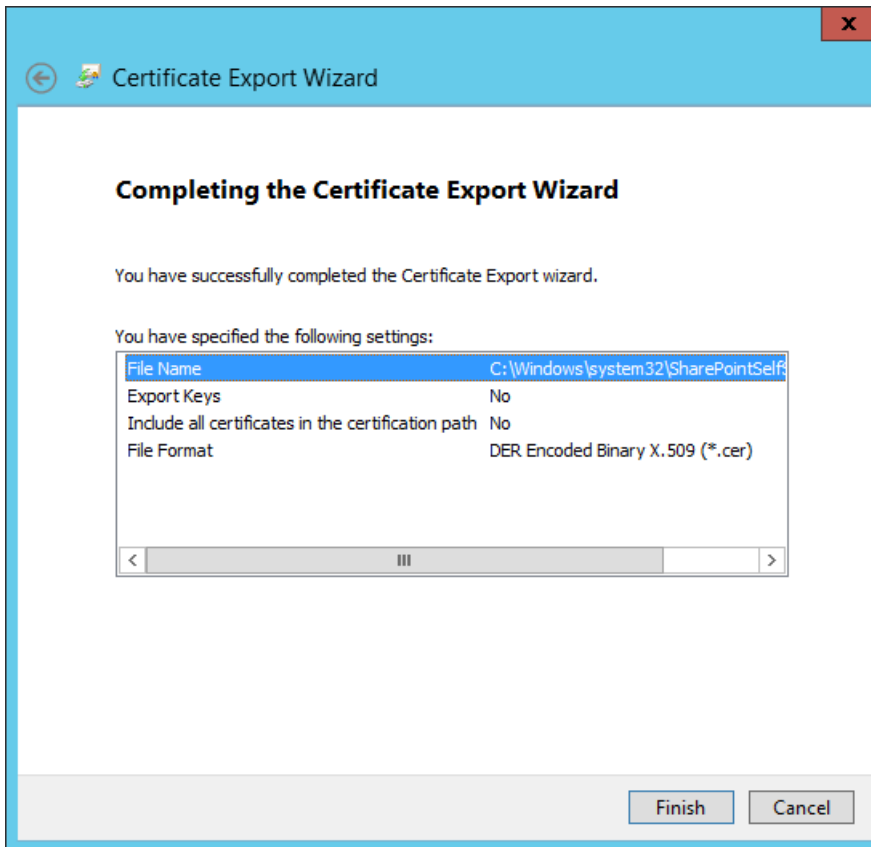 x
Certificate Export Wizard
Completing the Certificate Export Wizard
You have successfully completed the Certificate Export wizard.
You have specified the following settings:
File Name C:\Windows\system32\SharePointSelfS
Export Keys No
Include all certificates in the certification path No
File Format DER Encoded Binary X.509 (*.cer)
Finish Cancel